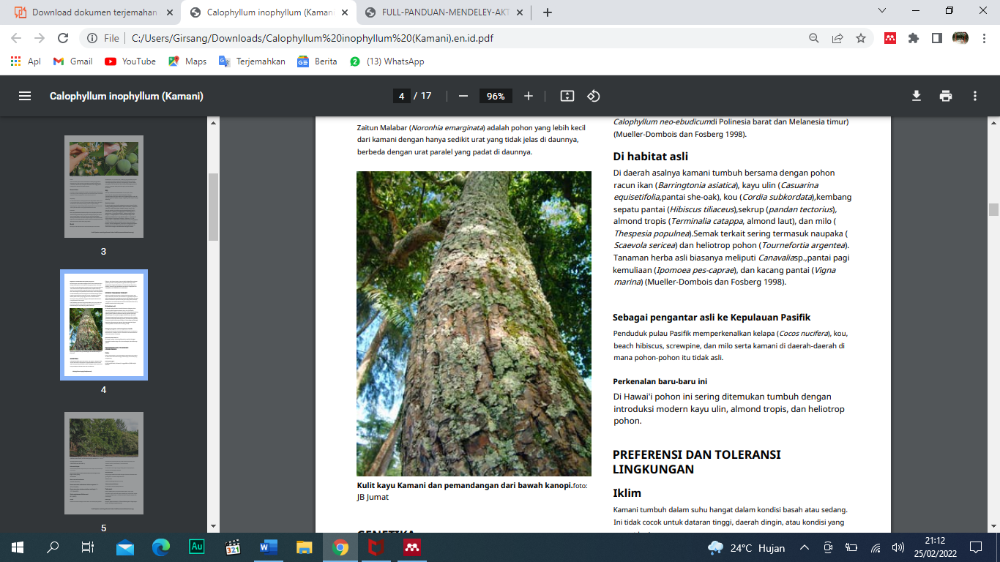 Download dokumen terjemahan
Calophyllum inophyllum (Kamani
FULL-PANDUAN-MENDELEY-AKT
File
C:/Users/Girsang/Downloads/Calophyllum%20inophyllum%20(Kamani).en.id.pdf
Apl
Gmail
YouTube
Maps
Terjemahkan
Berita
2
(13) WhatsApp
Calophyllum inophyllum (Kamani)
4 / 17
96%
3
4
5
Zaitun Malabar (Noronhia emarginata) adalah pohon yang lebih kecil
dari kamani dengan hanya sedikit urat yang tidak jelas di daunnya,
berbeda dengan urat paralel yang padat di daunnya.
Kulit kayu Kamani dan pemandangan dari bawah kanopi.foto:
JB Jumat
GENETIKA
Calophyllum neo-ebudicumdi Polinesia barat dan Melanesia timur)
(Mueller-Dombois dan Fosberg 1998).
Di habitat asli
Di daerah asalnya kamani tumbuh bersama dengan pohon
racun ikan (Barringtonia asiatica), kayu ulin (Casuarina
equisetifolia,pantai she-oak), kou (Cordia subkordata),kembang
sepatu pantai (Hibiscus tiliaceus),sekrup (pandan tectorius),
almond tropis (Terminalia catappa, almond laut), dan milo (
Thespesia populnea).Semak terkait sering termasuk naupaka (
Scaevola sericea) dan heliotrop pohon (Tournefortia argentea).
Tanaman herba asli biasanya meliputi Canavaliasp.,pantai pagi
kemuliaan (Ipomoea pes-caprae), dan kacang pantai (Vigna
marina) (Mueller-Dombois dan Fosberg 1998).
Sebagai pengantar asli ke Kepulauan Pasifik
Penduduk pulau Pasifik memperkenalkan kelapa (Cocos nucifera), kou,
beach hibiscus, screwpine, dan milo serta kamani di daerah-daerah di
mana pohon-pohon itu tidak asli.
Perkenalan baru-baru ini
Di Hawai'i pohon ini sering ditemukan tumbuh dengan
introduksi modern kayu ulin, almond tropis, dan heliotrop
pohon.
PREFERENSI DAN TOLERANSI
LINGKUNGAN
Iklim
Kamani tumbuh dalam suhu hangat dalam kondisi basah atau sedang.
Ini tidak cocok untuk dataran tinggi, daerah dingin, atau kondisi yang
Au
321
24°C Hujan
21:12
25/02/2022